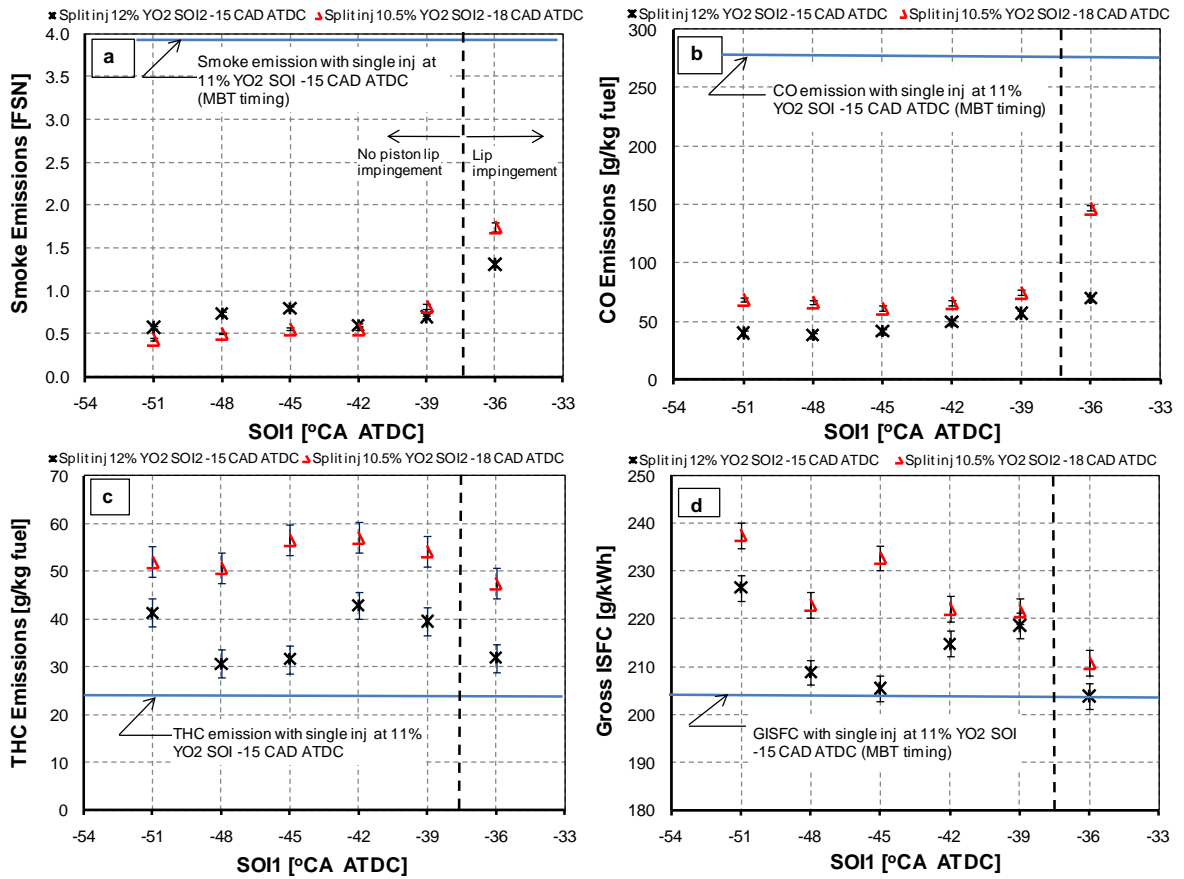 Split inj 12% YO2 SOI2 -15 CAD ATDC Split inj 10.5% YO2 SOI2 -18 CAD ATDC
4.0
3.5
3.0
2.5
2.0
1.5
1.0
0.5
0.0
Smoke Emissions [FSN]
a
Smoke emission with single inj at
11% YO2 SOI -15 CAD ATDC
(MBT timing)
No piston lip
impingement
Lip
impingement
-54 -51 -48 -45 -42 -39 -36 -33
SOI1 [ºCA ATDC]
Split inj 12% YO2 SOI2 -15 CAD ATDC Split inj 10.5% YO2 SOI2 -18 CAD ATDC
300
250
200
150
100
50
0
CO Emissions [g/kg fuel]
b
CO emission with single inj at 11%
YO2 SOI -15 CAD ATDC (MBT timing)
-54 -51 -48 -45 -42 -39 -36 -33
SOI1 [ºCA ATDC]
Split inj 12% YO2 SOI2 -15 CAD ATDC Split inj 10.5% YO2 SOI2 -18 CAD ATDC
70
60
50
40
30
20
10
0
THC Emissions [g/kg fuel]
c
THC emission with single inj at 11%
YO2 SOI -15 CAD ATDC
-54 -51 -48 -45 -42 -39 -36 -33
SOI1 [ºCA ATDC]
Split inj 12% YO2 SOI2 -15 CAD ATDC Split inj 10.5% YO2 SOI2 -18 CAD ATDC
250
240
230
220
210
200
190
180
Gross ISFC [g/kWh]
d
GISFC with single inj at 11% YO2 SOI
-15 CAD ATDC (MBT timing)
-54 -51 -48 -45 -42 -39 -36 -33
SOI1 [ºCA ATDC]